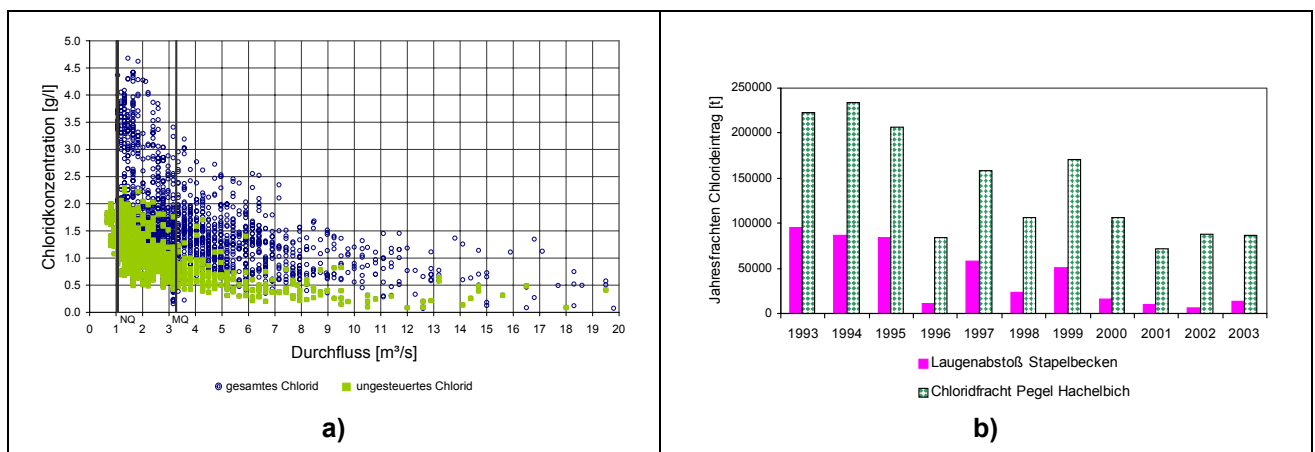 5.0
4.5
4.0
3.5
3.0
2.5
2.0
1.5
1.0
0.5
0.0
Chloridkonzentration [g/l]
NQ MQ
0 1 2 3 4 5 6 7 8 9 10 11 12 13 14 15 16 17 18 19 20
Durchfluss [m³/s]
gesamtes Chlorid ungesteuertes Chlorid
a)
250000
200000
150000
100000
50000
0
Jahresfrachten Chlorideintrag [t]
1993 1994 1995 1996 1997 1998 1999 2000 2001 2002 2003
Laugenabstoß Stapelbecken
Chloridfracht Pegel Hachelbich
b)